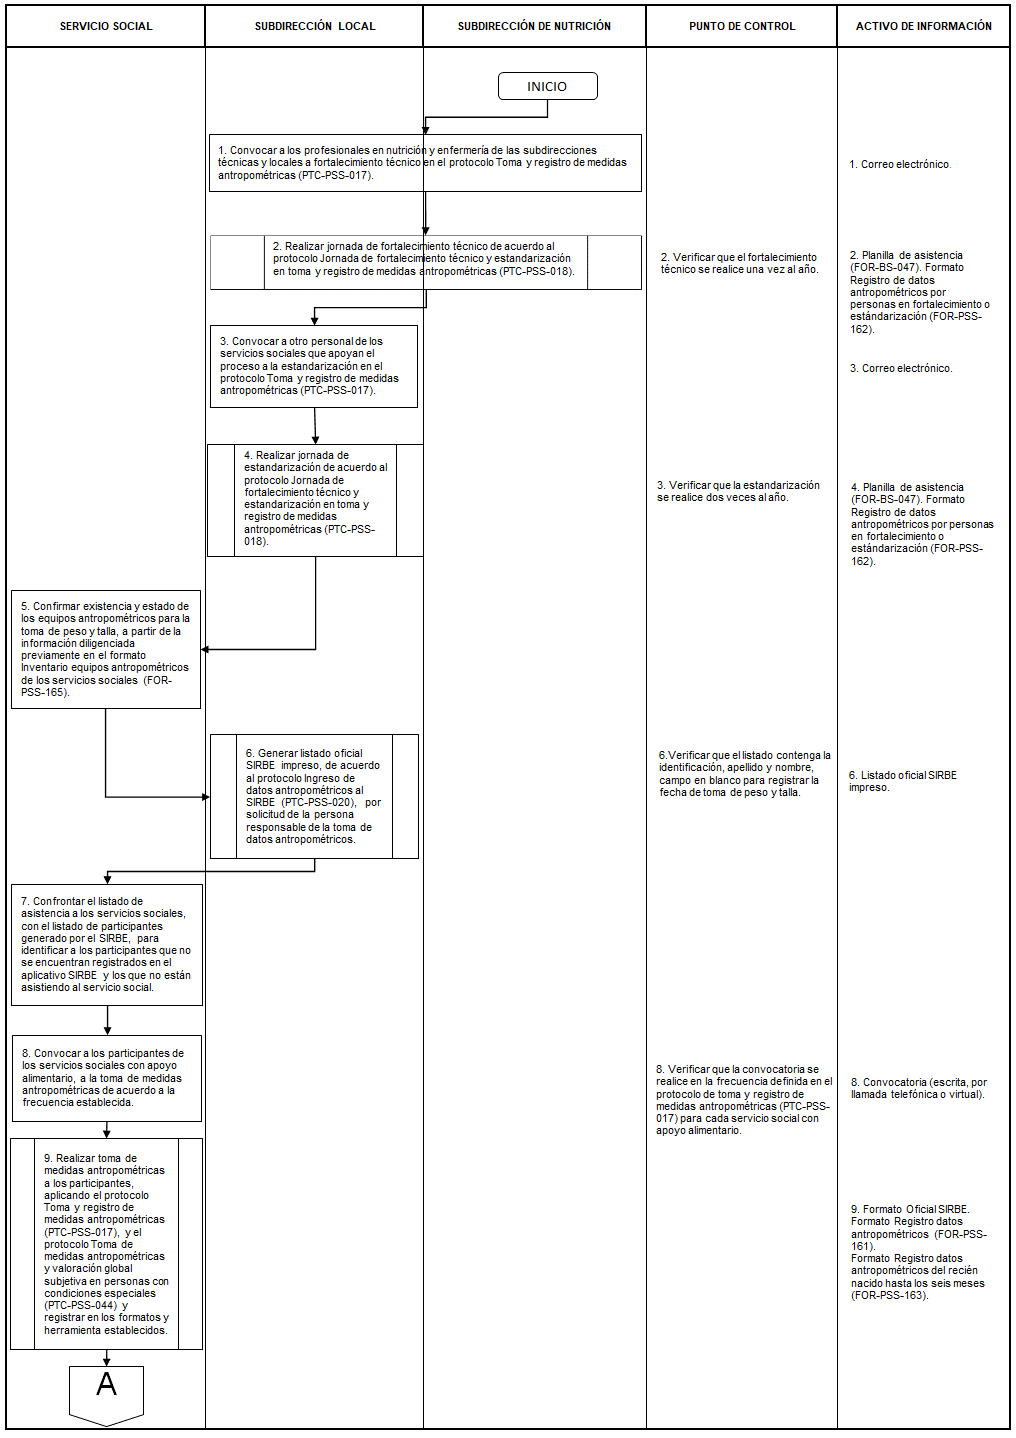 SERVICIO SOCIAL
SUBDIRECCIÓN LOCAL
SUBDIRECCIÓN DE NUTRICIÓN
PUNTO DE CONTROL
ACTIVO DE INFORMACIÓN
INICIO
1. Convocar a los profesionales en nutrición y enfermería de las subdirecciones
técnicas y locales a fortalecimiento técnico en el protocolo Toma y registro de medidas
antropométricas (PTC-PSS-017).
1. Correo electrónico.
2. Realizar jornada de fortalecimiento técnico de acuerdo al
protocolo Jornada de fortalecimiento técnico y estandarización
en toma y registro de medidas antropométricas (PTC-PSS-018).
2. Verificar que el fortalecimiento
técnico se realice una vez al año.
2. Planilla de asistencia
(FOR-BS-047). Formato
Registro de datos
antropométricos por
personas en fortalecimiento o
estándarización (FOR-PSS-
162).
3. Convocar a otro personal de los
servicios sociales que apoyan el
proceso a la estandarización en el
protocolo Toma y registro de medidas
antropométricas (PTC-PSS-017).
3. Correo electrónico.
4. Realizar jornada de
estandarización de acuerdo al
protocolo Jornada de
fortalecimiento técnico y
estandarización en toma y
registro de medidas
antropométricas (PTC-PSS-
018).
3. Verificar que la estandarización
se realice dos veces al año.
4. Planilla de asistencia
(FOR-BS-047). Formato
Registro de datos
antropométricos por personas
en fortalecimiento o
estándarización (FOR-PSS-
162).
5. Confirmar existencia y estado de
los equipos antropométricos para la
toma de peso y talla, a partir de la
información diligenciada
previamente en el formato
Inventario equipos antropométricos
de los servicios sociales (FOR-
PSS-165).
6. Generar listado oficial
SIRBE impreso, de acuerdo
al protocolo Ingreso de
datos antropométricos al
SIRBE (PTC-PSS-020), por
solicitud de la persona
responsable de la toma de
datos antropométricos.
6.Verificar que el listado contenga la
identificación, apellido y nombre,
campo en blanco para registrar la
fecha de toma de peso y talla.
6. Listado oficial SIRBE
impreso.
7. Confrontar el listado de
asistencia a los servicios sociales,
con el listado de participantes
generado por el SIRBE, para
identificar a los participantes que no
se encuentran registrados en el
aplicativo SIRBE y los que no están
asistiendo al servicio social.
8. Convocar a los participantes de
los servicios sociales con apoyo
alimentario, a la toma de medidas
antropométricas de acuerdo a la
frecuencia establecida.
8. Verificar que la convocatoria se
realice en la frecuencia definida en el
protocolo de toma y registro de
medidas antropométricas (PTC-PSS-
017) para cada servicio social con
apoyo alimentario.
8. Convocatoria (escrita, por
llamada telefónica o virtual).
9. Realizar toma de
medidas antropométricas
a los participantes,
aplicando el protocolo
Toma y registro de
medidas antropométricas
(PTC-PSS-017), y el
protocolo Toma de
medidas antropométricas
y valoración global
subjetiva en personas con
condiciones especiales
(PTC-PSS-044) y
registrar en los formatos y
herramienta establecidos.
9. Formato Oficial SIRBE.
Formato Registro datos
antropométricos (FOR-PSS-
161).
Formato Registro datos
antropométricos del recién
nacido hasta los seis meses
(FOR-PSS-163).
A